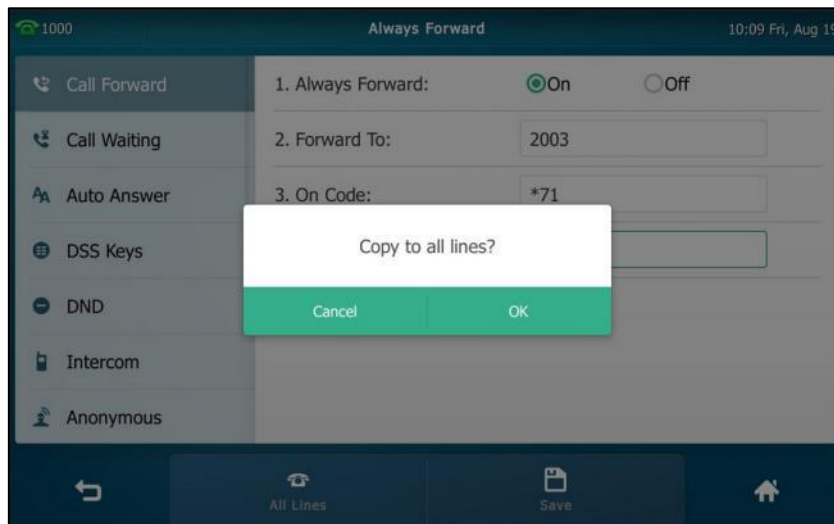 1000 Always Forward 10:09 Fri, Aug 19
Call Forward 1. Always Forward: On Off
Call Waiting 2. Forward To: 2003
AA Auto Answer 3. On Code: *71
DSS Keys
DND
Intercom
Anonymous
Copy to all lines?
Cancel OK
All Lines Save